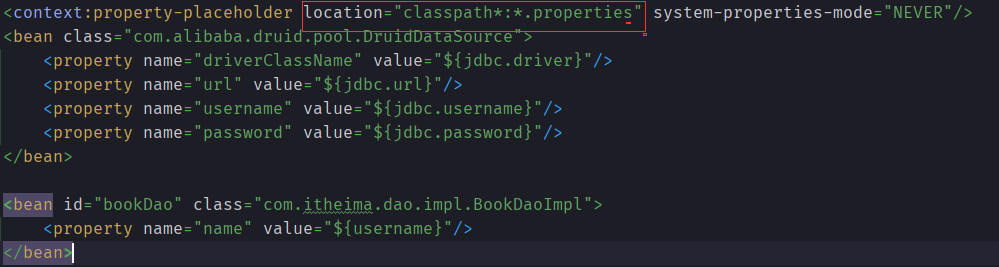 <context:property-placeholder location="classpath*:*.properties" system-properties-mode="NEVER"/>
<bean class="com.alibaba.druid.pool.DruidDataSource">
    <property name="driverClassName" value="${jdbc.driver}"/>
    <property name="url" value="${jdbc.url}"/>
    <property name="username" value="${jdbc.username}"/>
    <property name="password" value="${jdbc.password}"/>
</bean>
<bean id="bookDao" class="com.itheima.dao.impl.BookDaoImpl">
    <property name="name" value="${username}"/>
</bean>